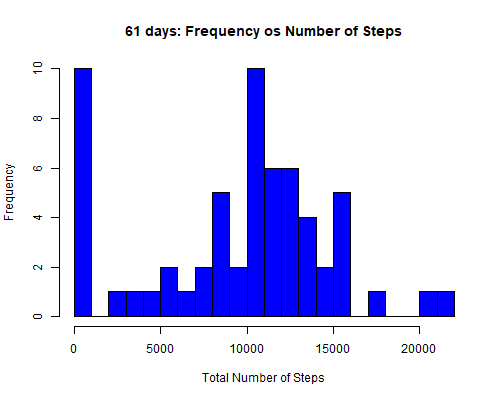 61 days: Frequency os Number of Steps
Frequency
10
8
6
4
2
0
0 5000 10000 15000 20000
Total Number of Steps